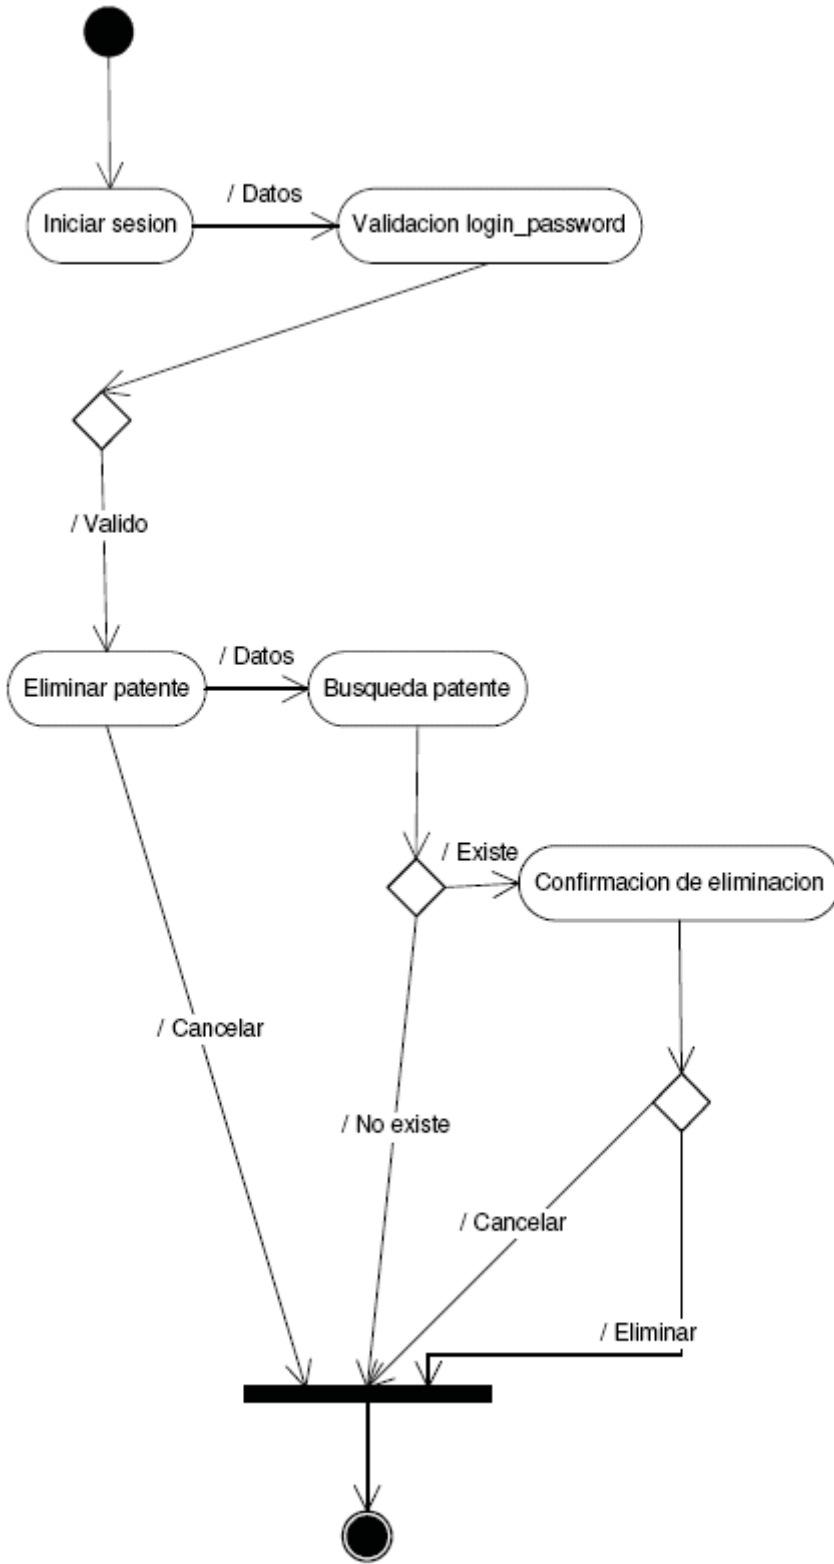 / Datos
Iniciar sesion
Validacion login_password
/ Valido
/ Datos
Eliminar patente
Busqueda patente
/ Existe
Confirmacion de eliminacion
/ Cancelar
/ No existe
/ Cancelar
/ Eliminar